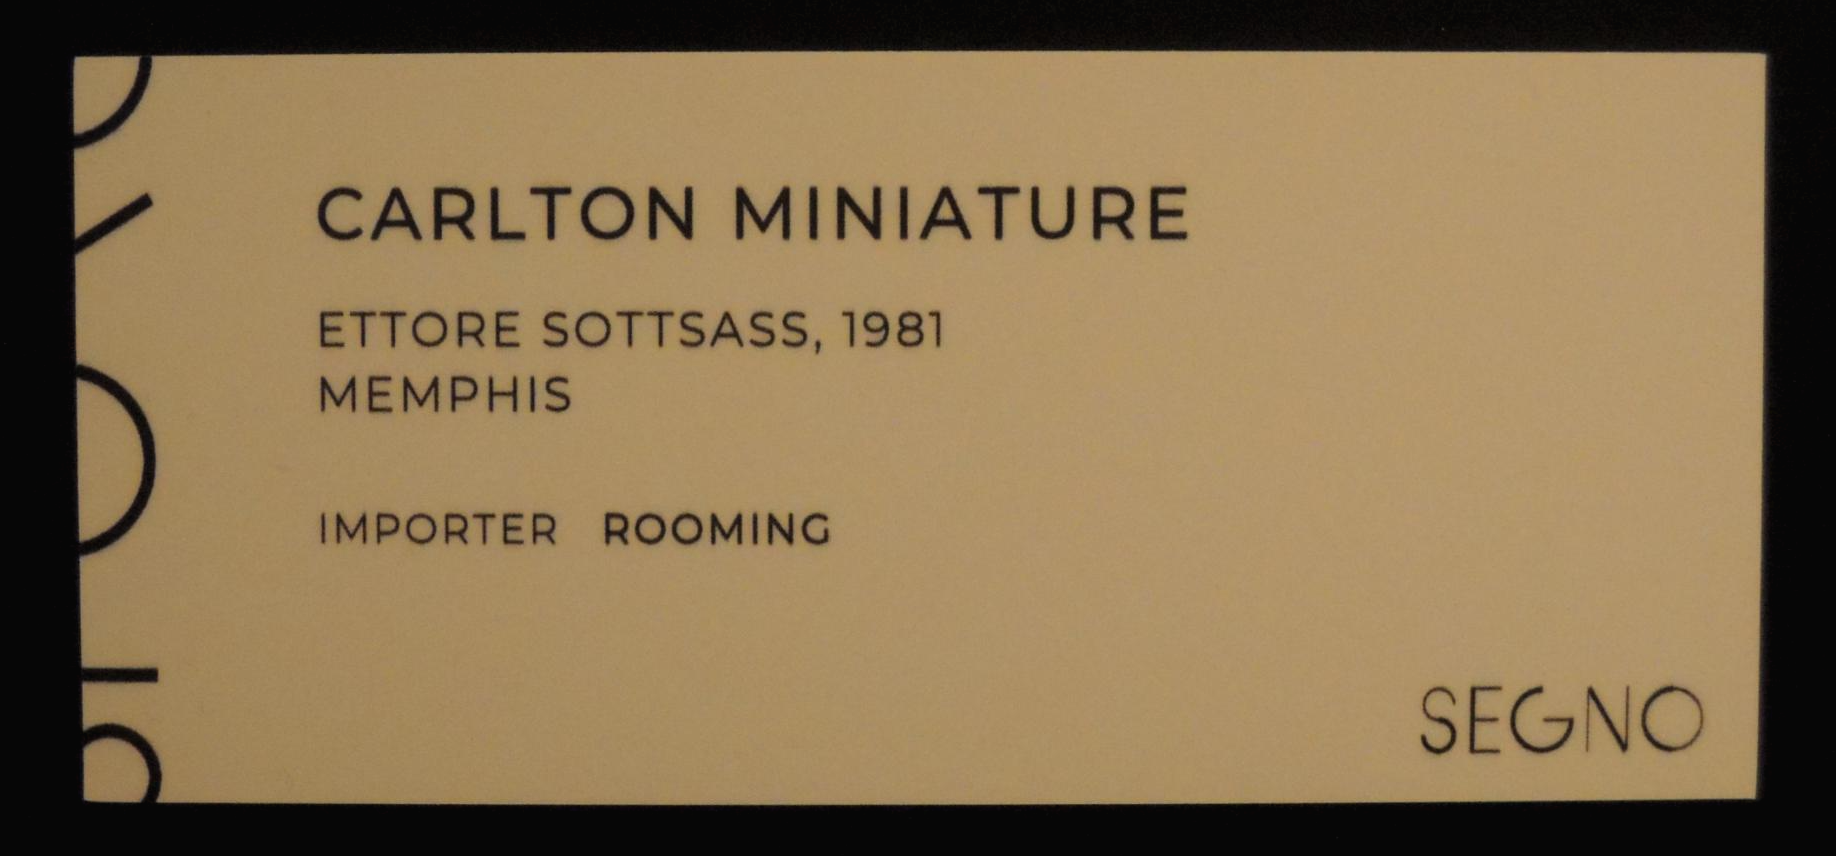 CARLTON MINIATURE
ETTORE SOTTSASS, 1981
MEMPHIS
IMPORTER ROOMING
SEGNO